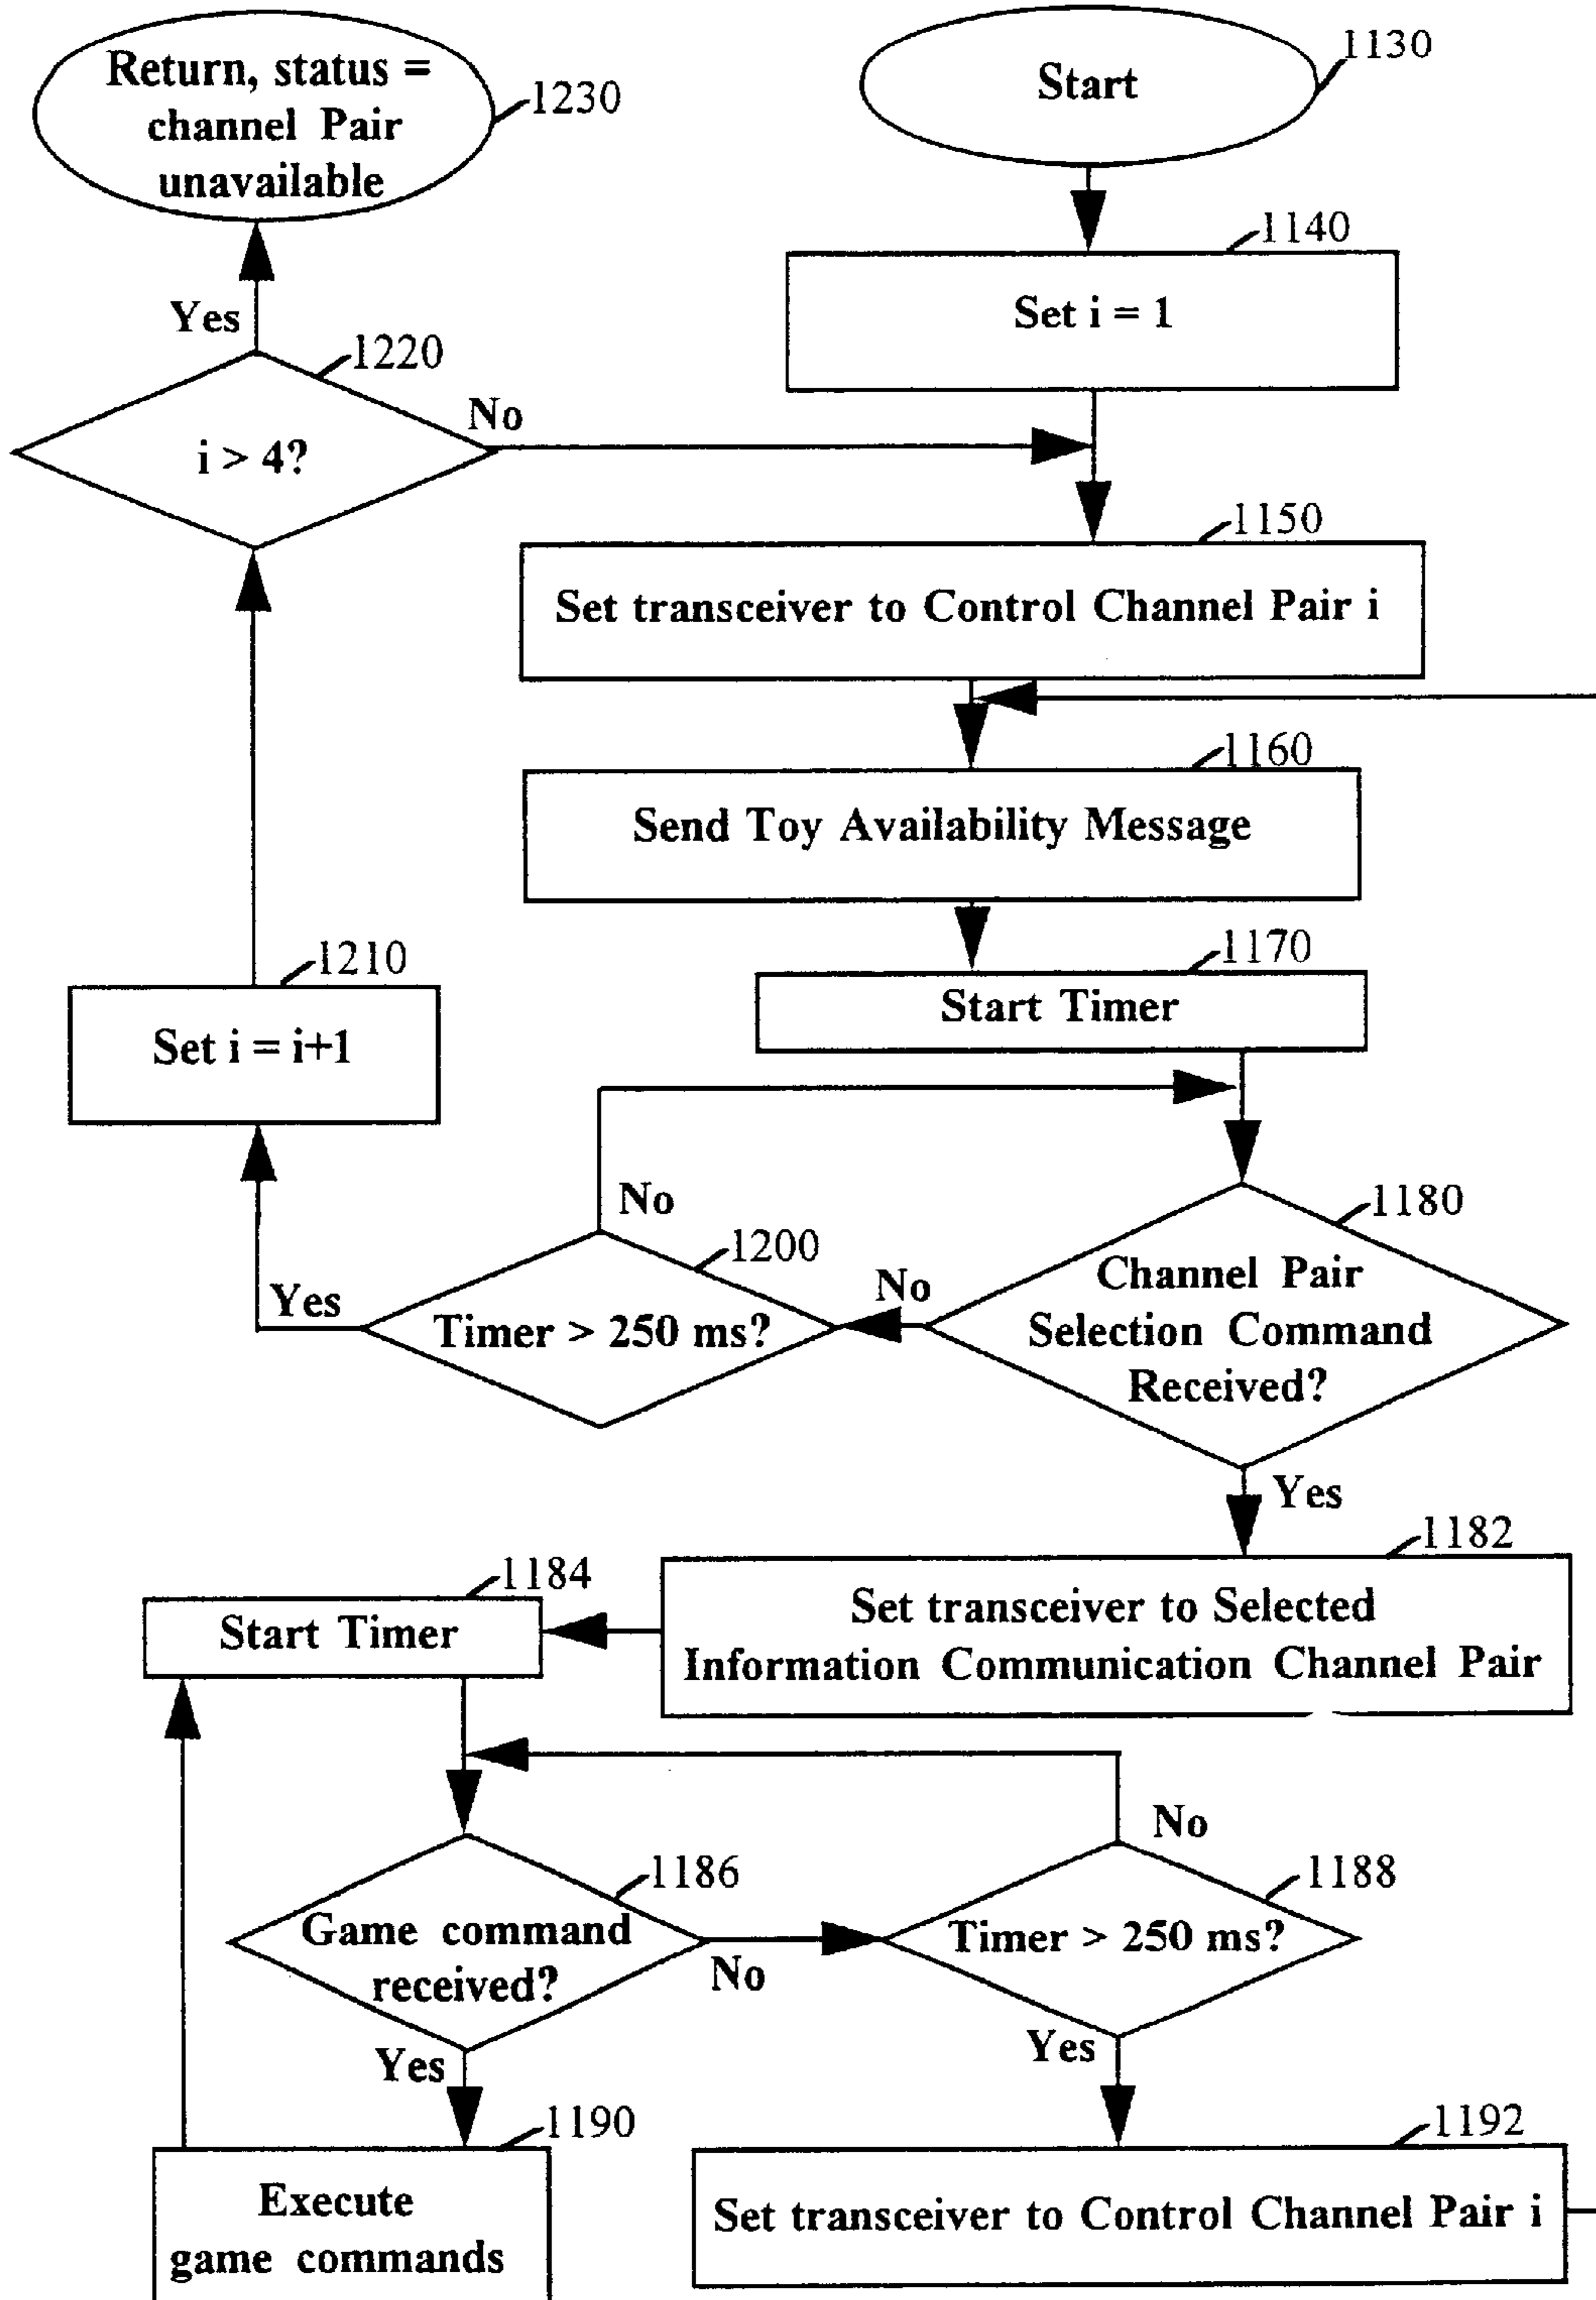 Return, status =
channel Pair
unavailable
1230
Start
1130
1140
Set i = 1
Yes
1220
i > 4?
No
1150
Set transceiver to Control Channel Pair i
1160
Send Toy Availability Message
1170
Start Timer
1210
Set i = i+1
No
1200
Timer > 250 ms?
Yes
No
1180
Channel Pair
Selection Command
Received?
Yes
1182
Set transceiver to Selected
Information Communication Channel Pair
1184
Start Timer
1186
Game command
received?
No
1188
Timer > 250 ms?
No
Yes
Yes
1190
Execute
game commands
1192
Set transceiver to Control Channel Pair i